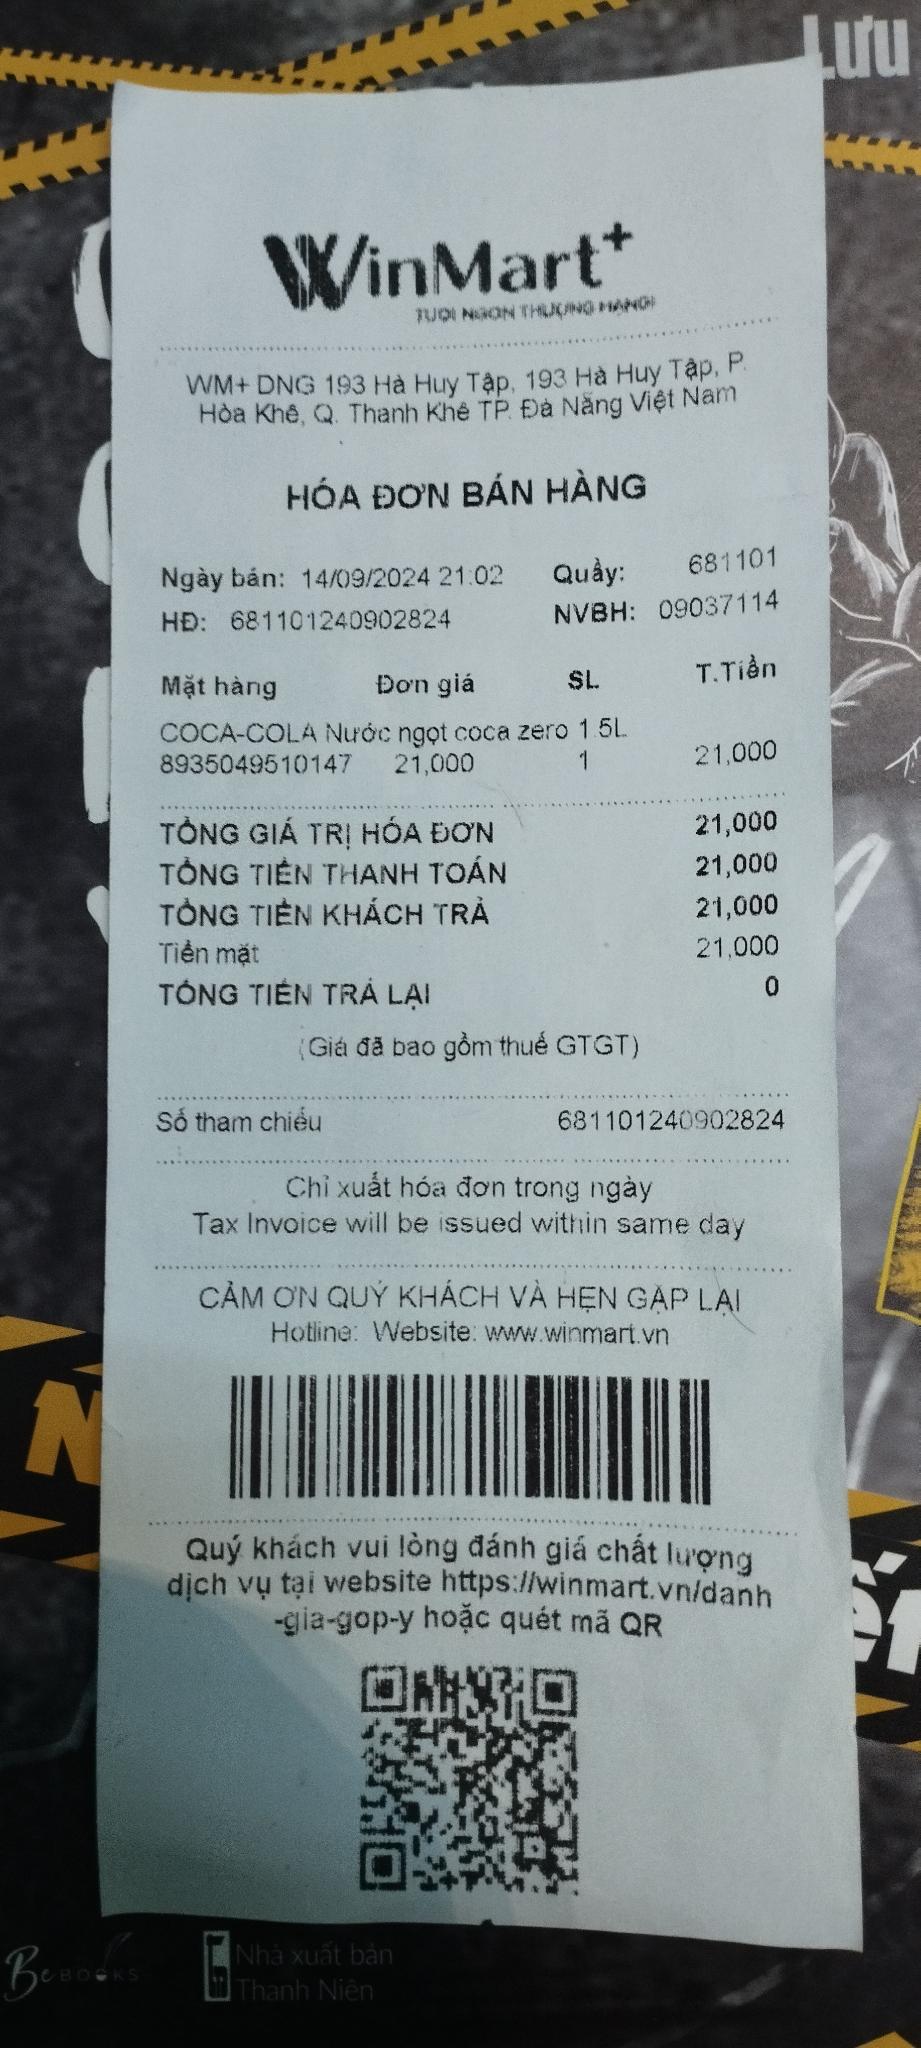 Lưu
WinMart+
TƯƠI NGON THƯỢNG HẠNG!
WM+ DNG 193 Hà Huy Tập, 193 Hà Huy Tập, P.
Hòa Khê, Q. Thanh Khê TP. Đà Nẵng Việt Nam
HÓA ĐƠN BÁN HÀNG
Ngày bán: 14/09/2024 21:02 Quầy: 681101
HĐ: 681101240902824 NVBH: 09037114
Mặt hàng Đơn giá SL T.Tiền
COCA-COLA Nước ngọt coca zero 1.5L
8935049510147 21,000 1 21,000
TỔNG GIÁ TRỊ HÓA ĐƠN 21,000
TỔNG TIỀN THANH TOÁN 21,000
TỔNG TIỀN KHÁCH TRẢ 21,000
Tiền mặt 21,000
TỔNG TIỀN TRẢ LẠI 0
(Giá đã bao gồm thuế GTGT)
Số tham chiếu 681101240902824
Chỉ xuất hóa đơn trong ngày
Tax Invoice will be issued within same day
CẢM ƠN QUÝ KHÁCH VÀ HẸN GẶP LẠI
Hotline: Website: www.winmart.vn
Quý khách vui lòng đánh giá chất lượng
dịch vụ tại website https://winmart.vn/danh
-gia-gop-y hoặc quét mã QR
Be BOOKS
Nhà xuất bản
Thanh Niên